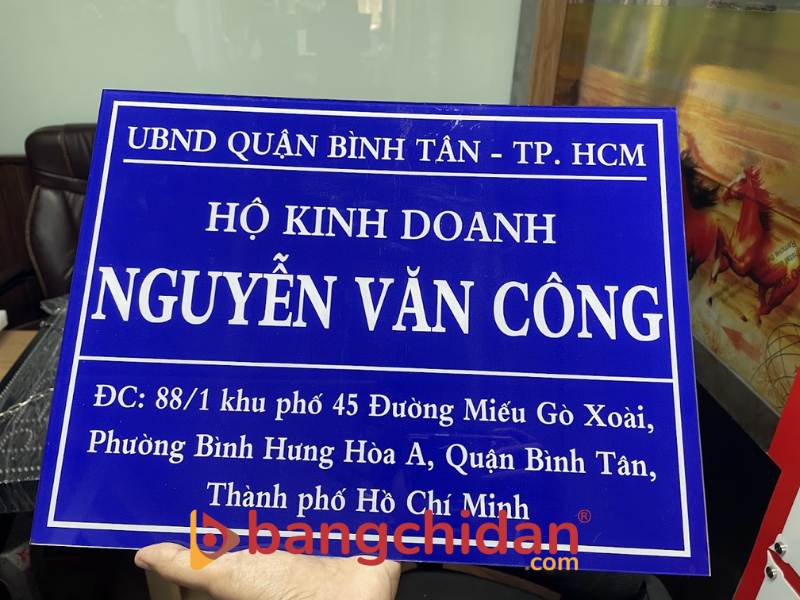 UBND QUẬN BÌNH TÂN - TP. HCM
HỘ KINH DOANH
NGUYỄN VĂN CÔNG
ĐC: 88/1 khu phố 45 Đường Miếu Gò Xoài,
Phường Bình Hưng Hòa A, Quận Bình Tân,
Thành phố Hồ Chí Minh
bangchidan®
.com